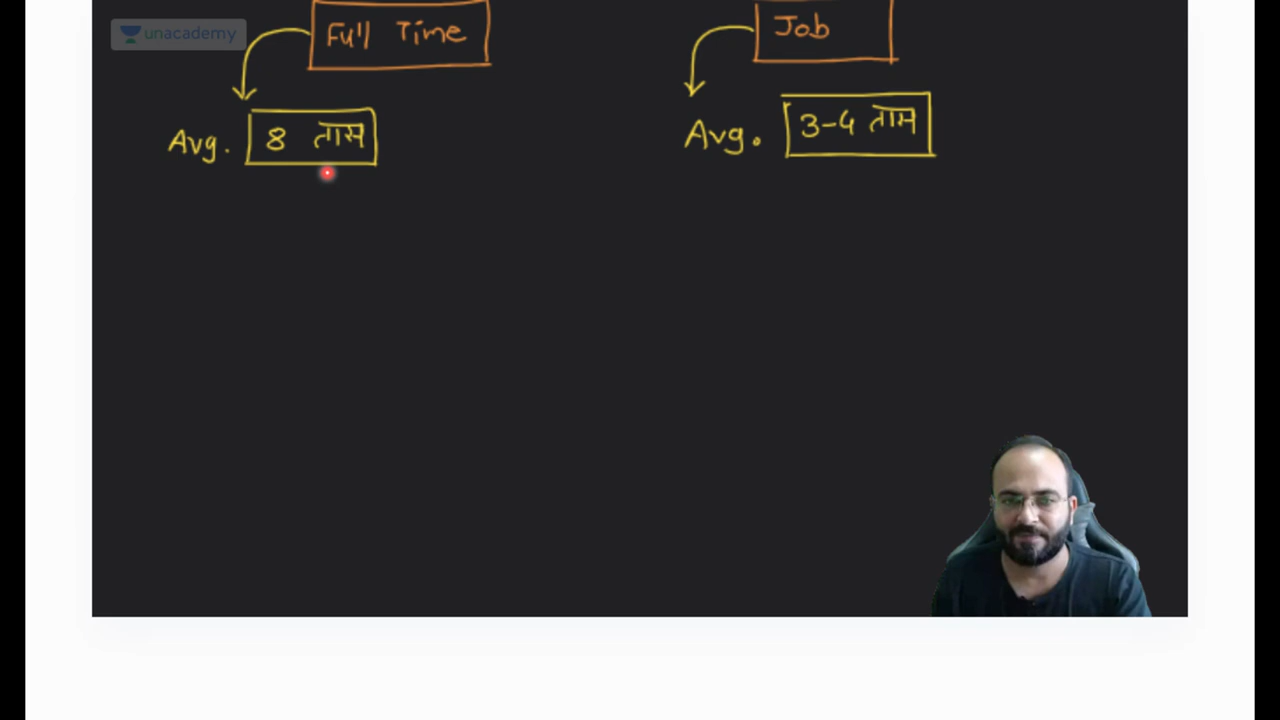 unacademy
Full Time
Job
Avg. 8 तास
Avg. 3-4 तास